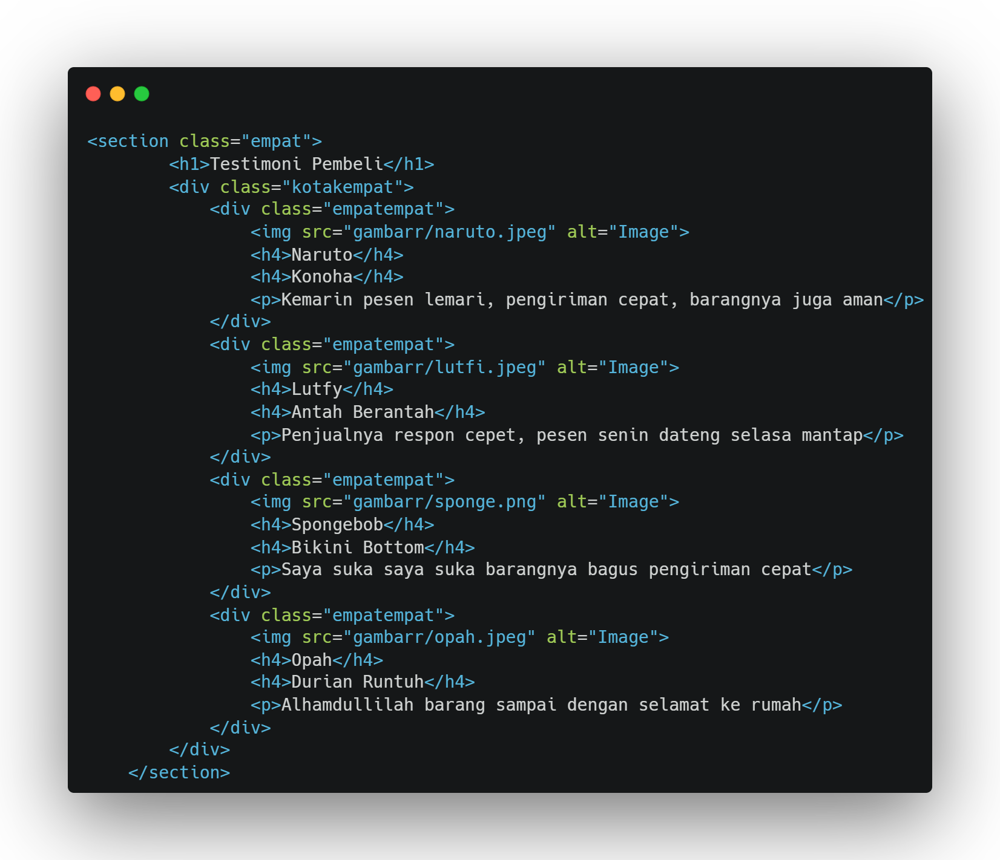 <section class="empat">
<h1>Testimoni Pembeli</h1>
<div class="kotakempat">
<div class="empatempat">
<img src="gambarr/naruto.jpeg" alt="Image">
<h4>Naruto</h4>
<h4>Konoha</h4>
<p>Kemarin pesen lemari, pengiriman cepat, barangnya juga aman</p>
</div>
<div class="empatempat">
<img src="gambarr/lutfi.jpeg" alt="Image">
<h4>Lutfy</h4>
<h4>Antah Berantah</h4>
<p>Penjualnya respon cepet, pesen senin dateng selasa mantap</p>
</div>
<div class="empatempat">
<img src="gambarr/sponge.png" alt="Image">
<h4>Spongebob</h4>
<h4>Bikini Bottom</h4>
<p>Saya suka saya suka barangnya bagus pengiriman cepat</p>
</div>
<div class="empatempat">
<img src="gambarr/opah.jpeg" alt="Image">
<h4>Opah</h4>
<h4>Durian Runtuh</h4>
<p>Alhamdullilah barang sampai dengan selamat ke rumah</p>
</div>
</div>
</section>